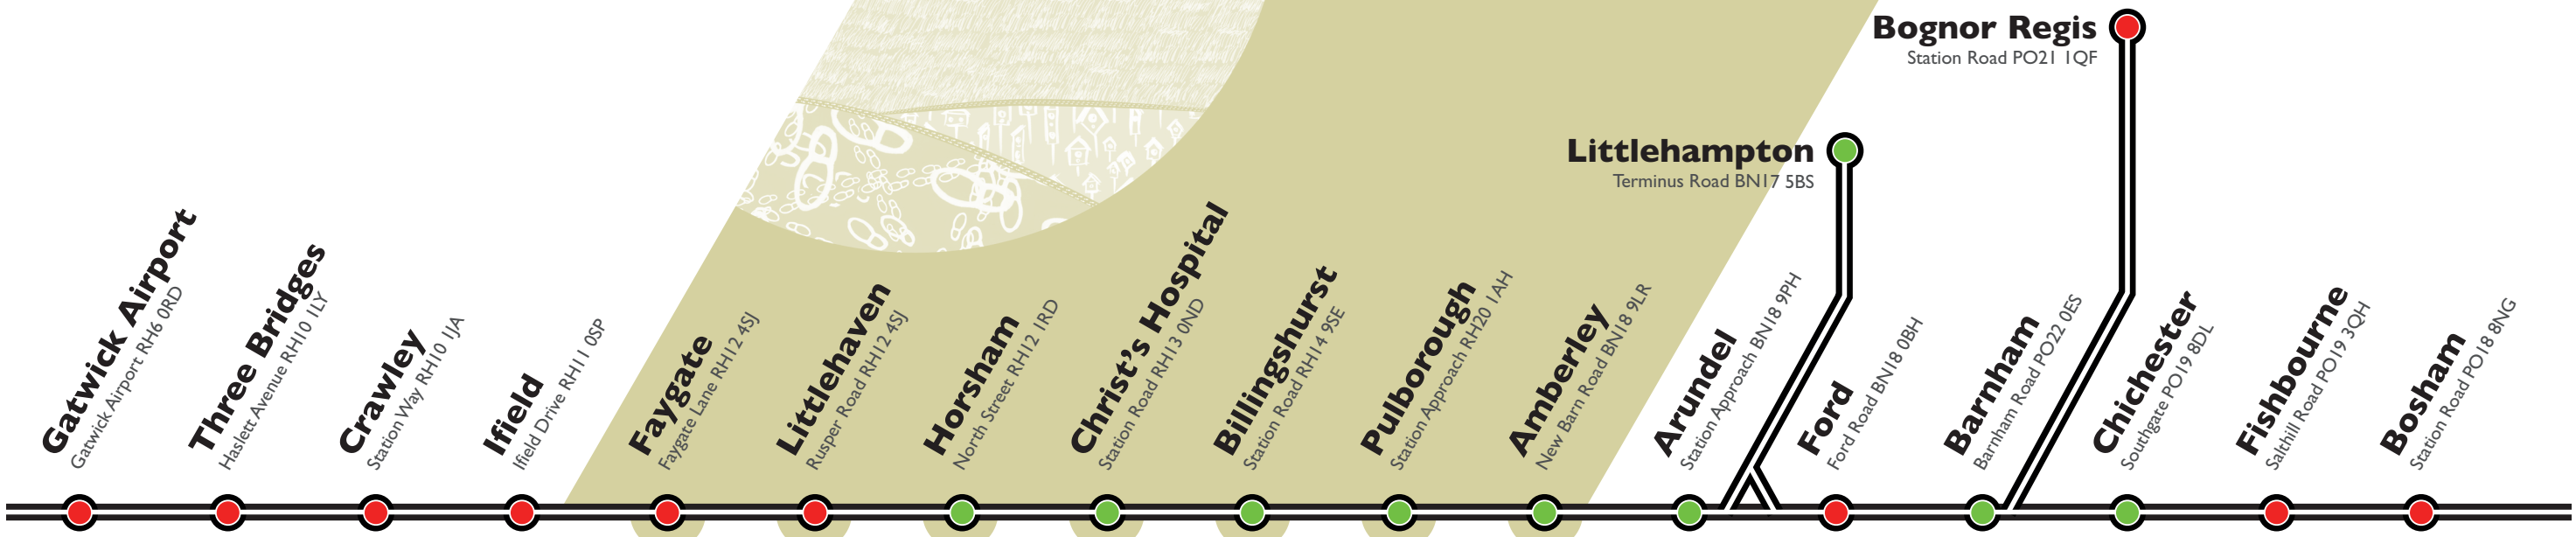 Bognor Regis
Station Road PO21 1QF
Littlehampton
Terminus Road BN17 5BS
Gatwick Airport
Gatwick Airport RH6 0RD
Three Bridges
Haslett Avenue RH10 1LY
Crawley
Station Way RH10 1JA
Ifield
Ifield Drive RH11 0SP
Faygate
Faygate Lane RH12 4SJ
Littlehaven
Rusper Road RH12 4SJ
Horsham
North Street RH12 1RD
Christ's Hospital
Station Road RH13 0ND
Billingshurst
Station Road RH14 9SE
Pulborough
Station Approach RH20 1AH
Amberley
New Barn Road BN18 9LR
Arundel
Station Approach BN18 9PH
Ford
Ford Road BN18 0BH
Barnham
Barnham Road PO22 0ES
Chichester
Southgate PO19 8DL
Fishbourne
Salthill Road PO19 3QH
Bosham
Station Road PO18 8NG